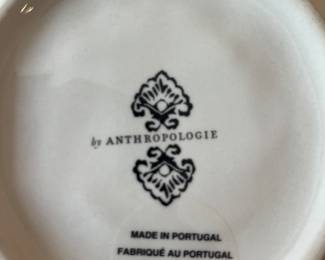 by ANTHROPOLOGIE
MADE IN PORTUGAL
FABRIQUÉ AU PORTUGAL